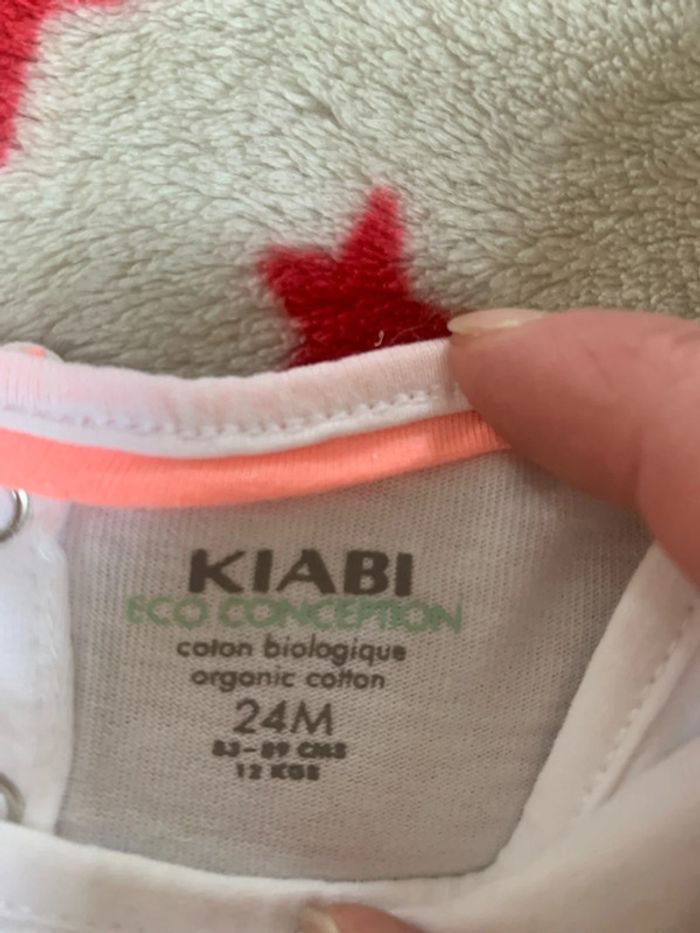 KIABI
ECO CONCEPTION
coton biologique
organic cotton
24M
83-89 CMS
12 KGS